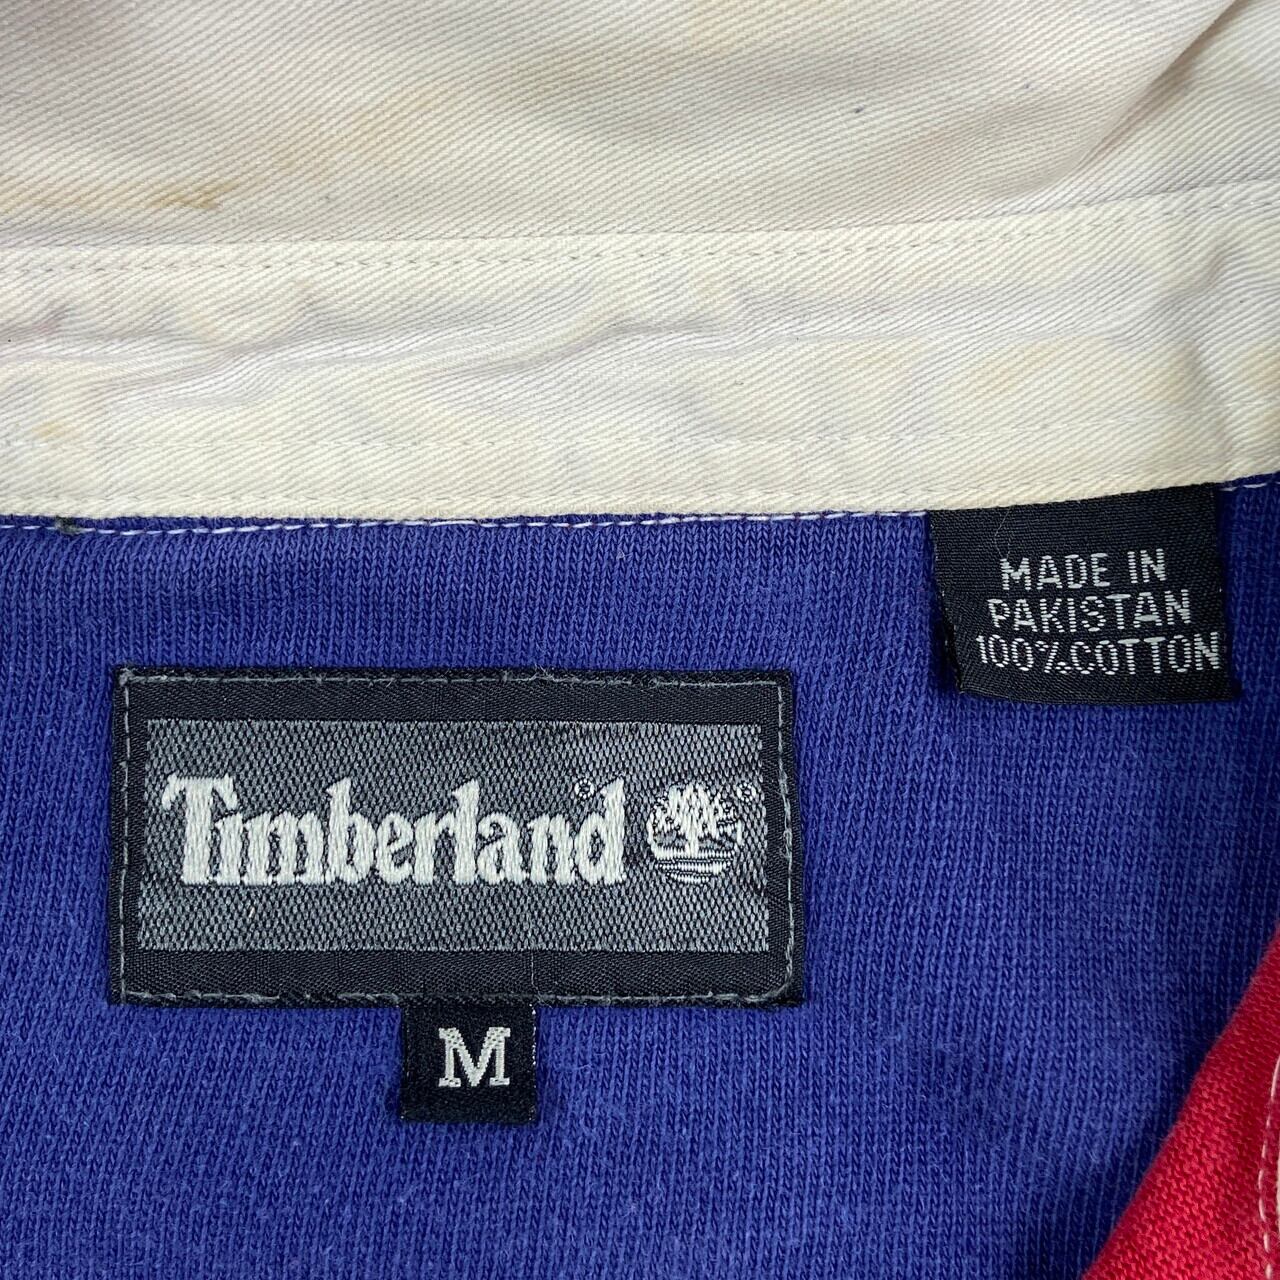 MADE IN
PAKISTAN
100%COTTON
Timberland®
®
M